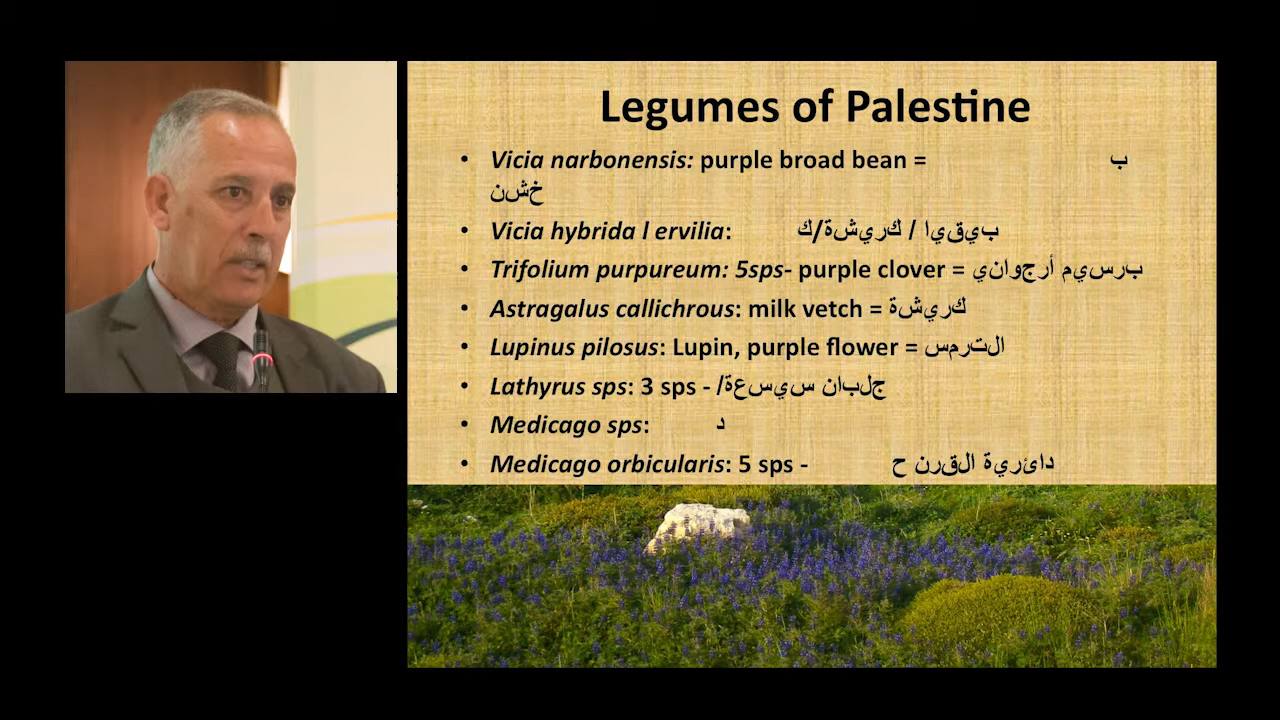 Legumes of Palestine
• Vicia narbonensis: purple broad bean = ب
خشن
• Vicia hybrida l ervilia: بيقيا / كريشة/ك
• Trifolium purpureum: 5sps- purple clover = برسيم أرجواني
• Astragalus callichrous: milk vetch = كريشة
• Lupinus pilosus: Lupin, purple flower = الترمس
• Lathyrus sps: 3 sps - جلبان سيسعة/
• Medicago sps: د
• Medicago orbicularis: 5 sps - دائرية القرن ح